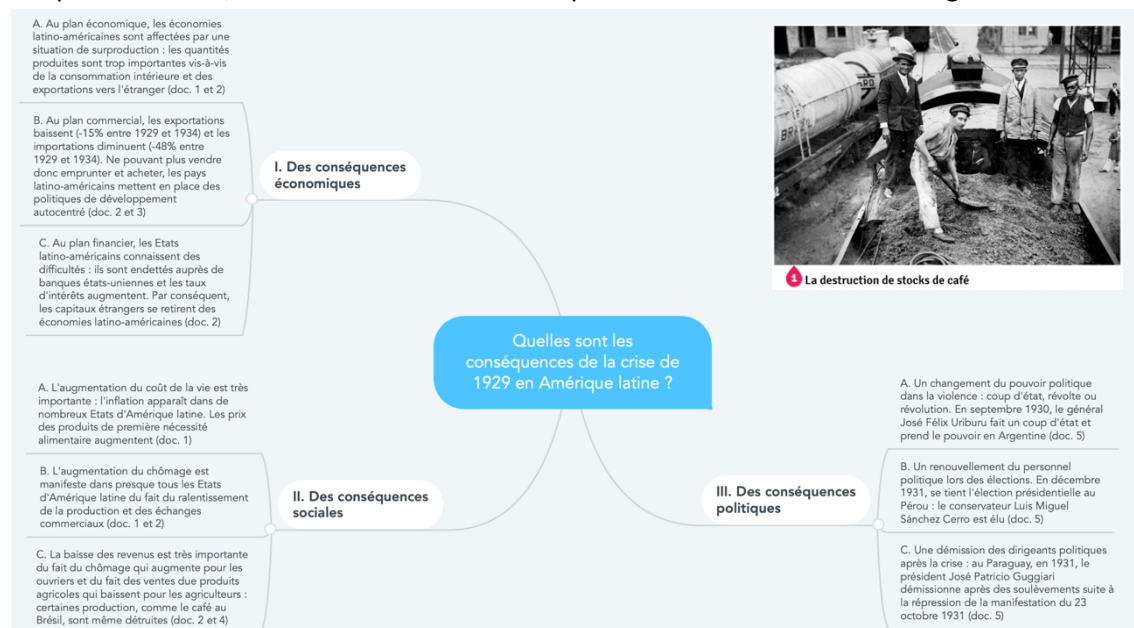 A. Au plan économique, les économies
latino-américaines sont affectées par une
situation de surproduction : les quantités
produites sont trop importantes vis-à-vis
de la consommation intérieure et des
exportations vers l'étranger (doc. 1 et 2)
B. Au plan commercial, les exportations
baissent (-15% entre 1929 et 1934) et les
importations diminuent (-48% entre
1929 et 1934). Ne pouvant plus vendre
donc emprunter et acheter, les pays
latino-américains mettent en place des
politiques de développement
autocentré (doc. 2 et 3)
C. Au plan financier, les Etats
latino-américains connaissent des
difficultés : ils sont endettés auprès de
banques états-uniennes et les taux
d'intérêts augmentent. Par conséquent,
les capitaux étrangers se retirent des
économies latino-américaines (doc. 2)
I. Des conséquences
économiques
1 La destruction de stocks de café
Quelles sont les
conséquences de la crise de
1929 en Amérique latine ?
A. L'augmentation du coût de la vie est très
importante : l'inflation apparaît dans de
nombreux Etats d'Amérique latine. Les prix
des produits de première nécessité
alimentaire augmentent (doc. 1)
B. L'augmentation du chômage est
manifeste dans presque tous les Etats
d'Amérique latine du fait du ralentissement
de la production et des échanges
commerciaux (doc. 1 et 2)
C. La baisse des revenus est très importante
du fait du chômage qui augmente pour les
ouvriers et du fait des ventes due produits
agricoles qui baissent pour les agriculteurs :
certaines production, comme le café au
Brésil, sont même détruites (doc. 2 et 4)
II. Des conséquences
sociales
III. Des conséquences
politiques
A. Un changement du pouvoir politique
dans la violence : coup d'état, révolte ou
révolution. En septembre 1930, le général
José Félix Uriburu fait un coup d'état et
prend le pouvoir en Argentine (doc. 5)
B. Un renouvellement du personnel
politique lors des élections. En décembre
1931, se tient l'élection présidentielle au
Pérou : le conservateur Luis Miguel
Sánchez Cerro est élu (doc. 5)
C. Une démission des dirigeants politiques
après la crise : au Paraguay, en 1931, le
président José Patricio Guggiari
démissionne après des soulèvements suite à
la répression de la manifestation du 23
octobre 1931 (doc. 5)